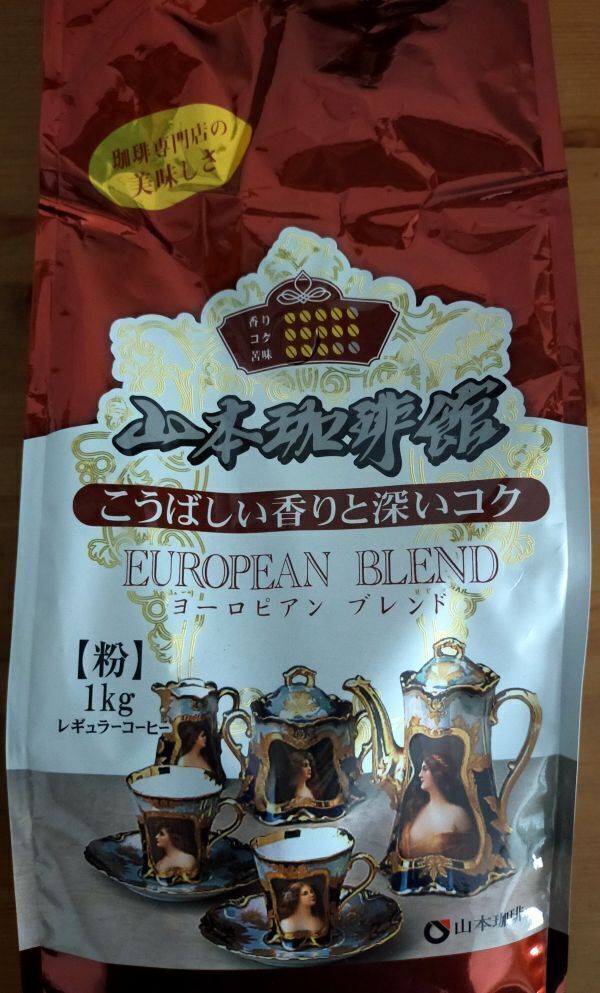 珈琲専門店の
美味しさ
香り
コク
苦味
山本珈琲館
こうばしい香りと深いコク
EUROPEAN BLEND
ヨーロピアン ブレンド
【粉】
1kg
レギュラーコーヒー
山本珈琲